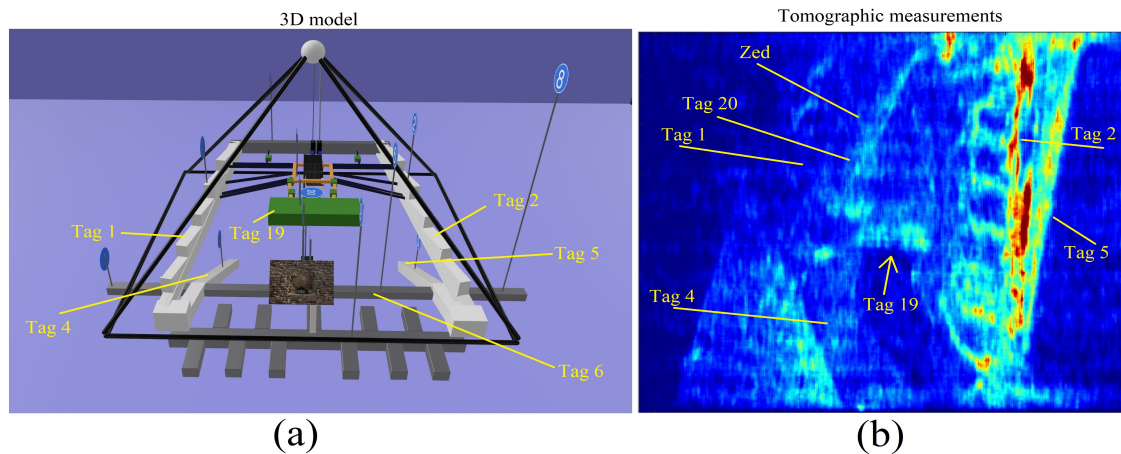 3D model
8
Tag 1
Tag 19
Tag 2
Tag 5
Tag 4
Tag 6
(a)
Tomographic measurements
Zed
Tag 20
Tag 1
Tag 2
Tag 5
Tag 4
Tag 19
(b)